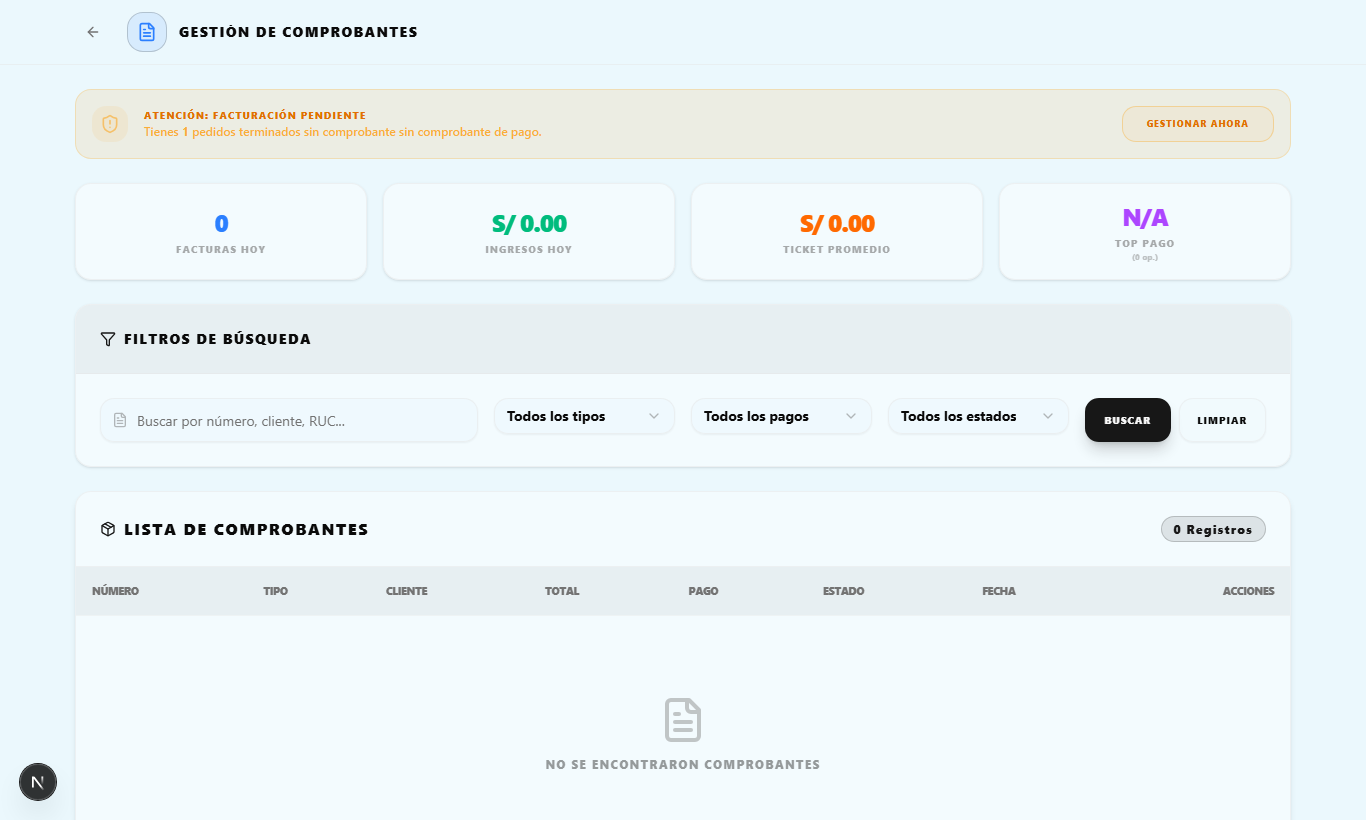 GESTIÓN DE COMPROBANTES
ATENCIÓN: FACTURACIÓN PENDIENTE
Tienes 1 pedidos terminados sin comprobante sin comprobante de pago.
GESTIONAR AHORA
0
FACTURAS HOY
S/ 0.00
INGRESOS HOY
S/ 0.00
TICKET PROMEDIO
N/A
TOP PAGO
(0 op.)
FILTROS DE BÚSQUEDA
Buscar por número, cliente, RUC...
Todos los tipos
Todos los pagos
Todos los estados
BUSCAR
LIMPIAR
LISTA DE COMPROBANTES
0 Registros
NÚMERO TIPO CLIENTE TOTAL PAGO ESTADO FECHA ACCIONES
NO SE ENCONTRARON COMPROBANTES
N